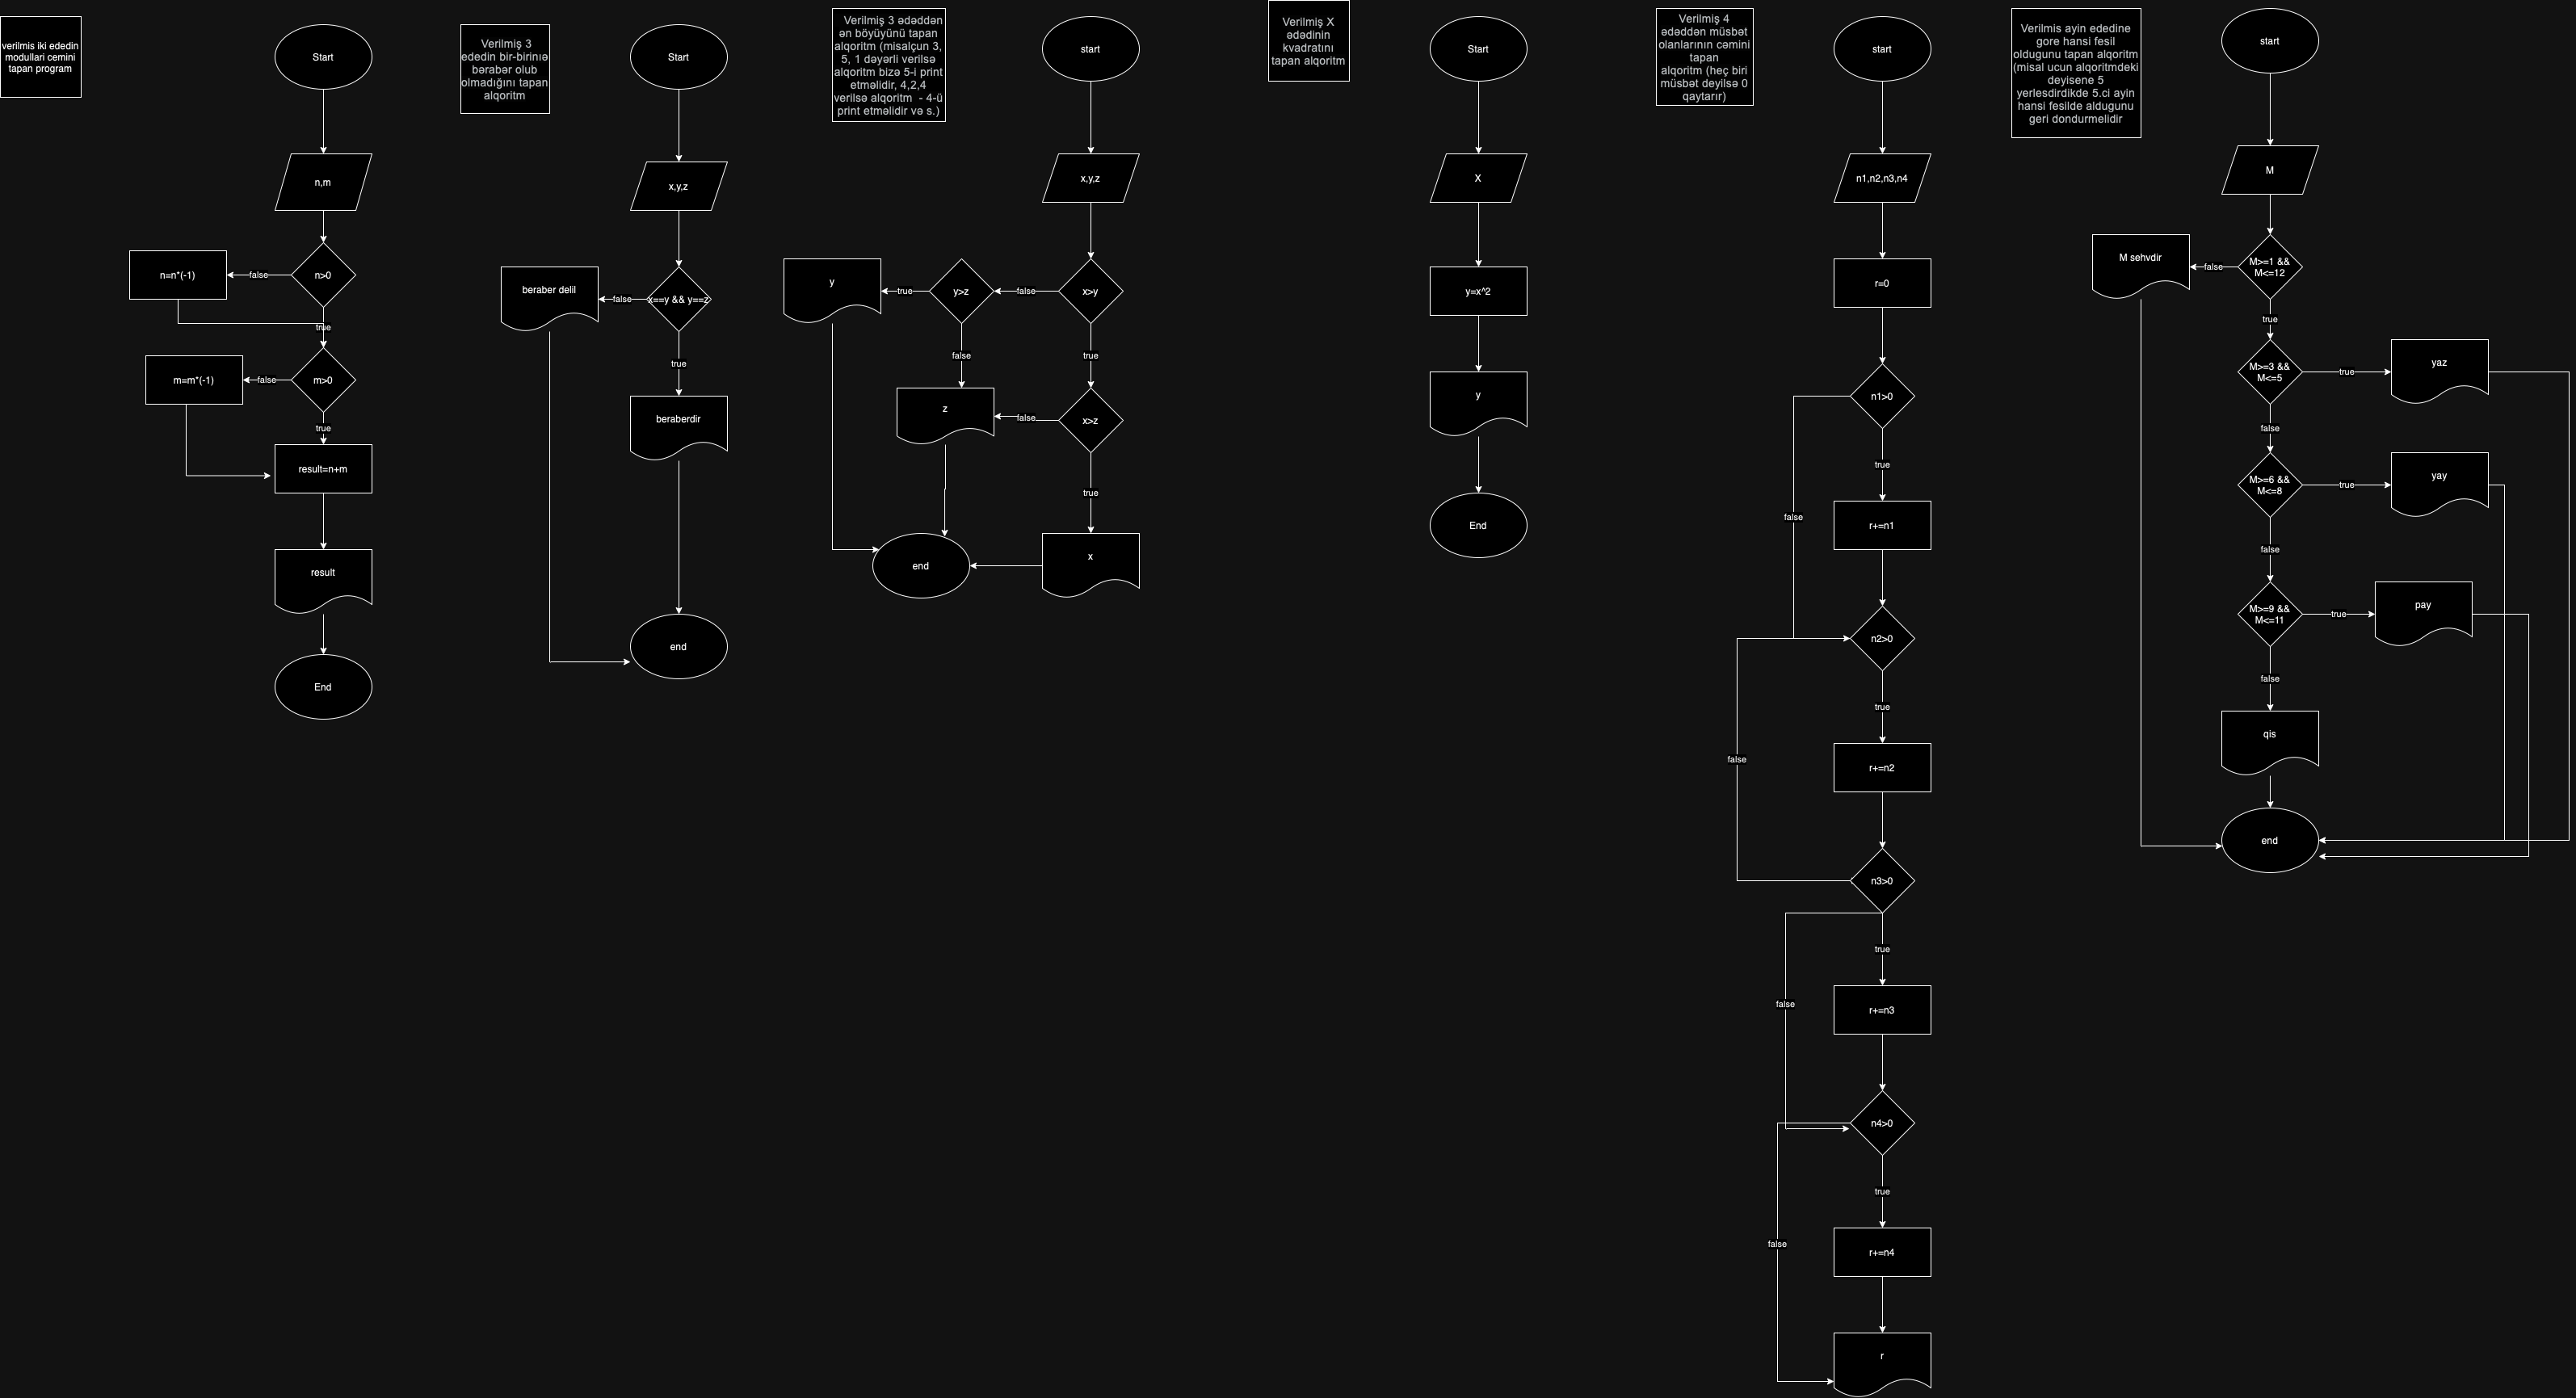 verilmis iki ededin
modullari cemini
tapan program
Start
n,m
n>0
false
n=n*(-1)
true
m>0
false
m=m*(-1)
true
result=n+m
result
End
Verilmiş 3
ededin bir-birinıə
bərabər olub
olmadığını tapan
alqoritm
Start
x,y,z
x==y && y==z
false
beraber delil
true
beraberdir
end
Verilmiş 3 ədəddən
ən böyüyünü tapan
alqoritm (misalçun 3,
5, 1 dəyərli verilsə
alqoritm bizə 5-i print
etməlidir, 4,2,4
verilsə alqoritm - 4-ü
print etməlidir və s.)
start
x,y,z
x>y
false
y>z
true
y
false
z
true
x>z
false
true
x
end
Verilmiş X
ədədinin
kvadratını
tapan alqoritm
Start
X
y=x^2
y
End
Verilmiş 4
ədəddən müsbət
olanlarının cəmini
tapan
alqoritm (heç biri
müsbət deyilsə 0
qaytarır)
start
n1,n2,n3,n4
r=0
n1>0
true
false
r+=n1
n2>0
true
false
r+=n2
n3>0
true
false
r+=n3
n4>0
true
false
r+=n4
r
Verilmis ayin ededine
gore hansi fesil
oldugunu tapan alqoritm
(misal ucun alqoritmdeki
deyisene 5
yerlesdirdikde 5.ci ayin
hansi fesilde aldugunu
geri dondurmelidir
start
M
M>=1 &&
M<=12
false
M sehvdir
true
M>=3 &&
M<=5
true
yaz
false
M>=6 &&
M<=8
true
yay
false
M>=9 &&
M<=11
true
pay
false
qis
end